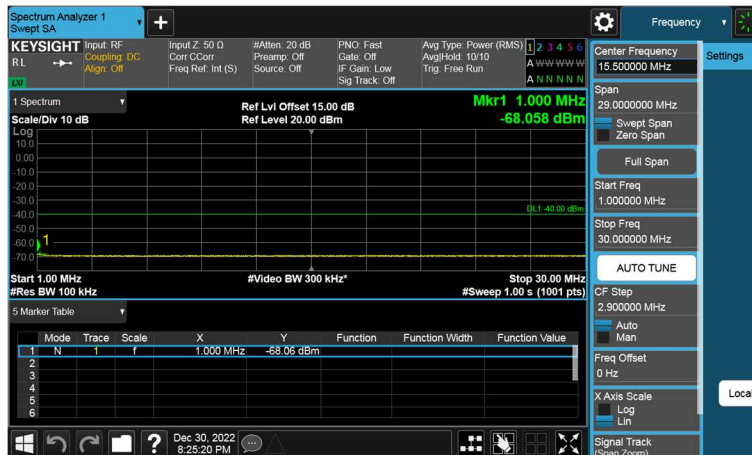 Spectrum Analyzer 1
Swept SA
Frequency
KEYSIGHT
RL
LXI
Input: RF
Coupling: DC
Align: Off
Input Z: 50 Ω
Corr CCorr
Freq Ref: Int (S)
#Atten: 20 dB
Preamp: Off
Source: Off
PNO: Fast
Gate: Off
IF Gain: Low
Sig Track: Off
Avg Type: Power (RMS)
Avg|Hold: 10/10
Trig: Free Run
1 2 3 4 5 6
A W W W W W
A N N N N N
1 Spectrum
Scale/Div 10 dB
Ref Lvl Offset 15.00 dB
Ref Level 20.00 dBm
Mkr1 1.000 MHz
-68.058 dBm
Log
10.0
0.00
-10.0
-20.0
-30.0
-40.0
-50.0
-60.0
-70.0
1
DL1 -40.00 dBm
Start 1.00 MHz
#Video BW 300 kHz*
Stop 30.00 MHz
#Res BW 100 kHz
#Sweep 1.00 s (1001 pts)
5 Marker Table
Mode Trace Scale X Y Function Function Width Function Value
1 N 1 f 1.000 MHz -68.06 dBm
2
3
4
5
6
?
Dec 30, 2022
8:25:20 PM
Center Frequency
15.500000 MHz
Span
29.0000000 MHz
Swept Span
Zero Span
Full Span
Start Freq
1.000000 MHz
Stop Freq
30.000000 MHz
AUTO TUNE
CF Step
2.900000 MHz
Auto
Man
Freq Offset
0 Hz
X Axis Scale
Log
Lin
Signal Track
(Span Zoom)
Settings
Local